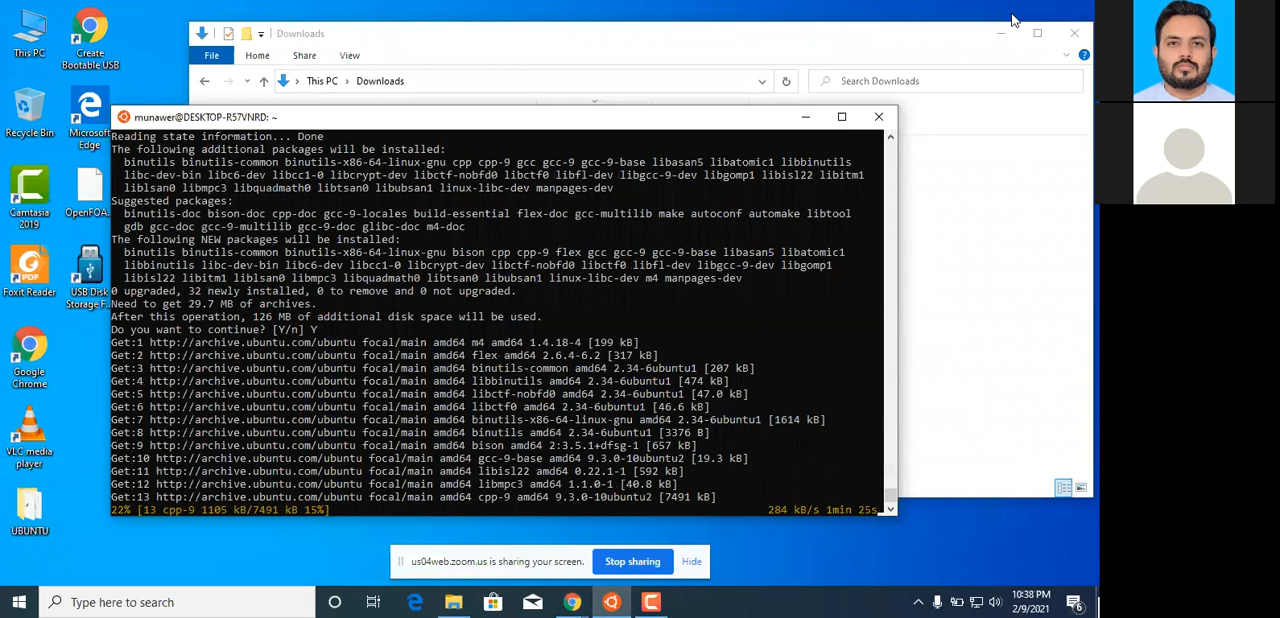 This PC
Create
Bootable USB
Recycle Bin
Microsoft
Edge
Camtasia
2019
OpenFOA...
Foxit Reader
PDF
USB Disk
Storage F...
Google
Chrome
VLC media
player
UBUNTU
Downloads
File
Home
Share
View
This PC
Downloads
Search Downloads
munawer@DESKTOP-R57VNRD: ~
Reading state information... Done
The following additional packages will be installed:
binutils binutils-common binutils-x86-64-linux-gnu cpp cpp-9 gcc gcc-9 gcc-9-base libasan5 libatomic1 libbinutils
libc-dev-bin libc6-dev libcc1-0 libcrypt-dev libctf-nobfd0 libctf0 libfl-dev libgcc-9-dev libgomp1 libisl22 libitm1
liblsan0 libmpc3 libquadmath0 libtsan0 libubsan1 linux-libc-dev manpages-dev
Suggested packages:
binutils-doc bison-doc cpp-doc gcc-9-locales build-essential flex-doc gcc-multilib make autoconf automake libtool
gdb gcc-doc gcc-9-multilib gcc-9-doc glibc-doc m4-doc
The following NEW packages will be installed:
binutils binutils-common binutils-x86-64-linux-gnu bison cpp cpp-9 flex gcc gcc-9 gcc-9-base libasan5 libatomic1
libbinutils libc-dev-bin libc6-dev libcc1-0 libcrypt-dev libctf-nobfd0 libctf0 libfl-dev libgcc-9-dev libgomp1
libisl22 libitm1 liblsan0 libmpc3 libquadmath0 libtsan0 libubsan1 linux-libc-dev m4 manpages-dev
0 upgraded, 32 newly installed, 0 to remove and 0 not upgraded.
Need to get 29.7 MB of archives.
After this operation, 126 MB of additional disk space will be used.
Do you want to continue? [Y/n] Y
Get:1 http://archive.ubuntu.com/ubuntu focal/main amd64 m4 amd64 1.4.18-4 [199 kB]
Get:2 http://archive.ubuntu.com/ubuntu focal/main amd64 flex amd64 2.6.4-6.2 [317 kB]
Get:3 http://archive.ubuntu.com/ubuntu focal/main amd64 binutils-common amd64 2.34-6ubuntu1 [207 kB]
Get:4 http://archive.ubuntu.com/ubuntu focal/main amd64 libbinutils amd64 2.34-6ubuntu1 [474 kB]
Get:5 http://archive.ubuntu.com/ubuntu focal/main amd64 libctf-nobfd0 amd64 2.34-6ubuntu1 [47.0 kB]
Get:6 http://archive.ubuntu.com/ubuntu focal/main amd64 libctf0 amd64 2.34-6ubuntu1 [46.6 kB]
Get:7 http://archive.ubuntu.com/ubuntu focal/main amd64 binutils-x86-64-linux-gnu amd64 2.34-6ubuntu1 [1614 kB]
Get:8 http://archive.ubuntu.com/ubuntu focal/main amd64 binutils amd64 2.34-6ubuntu1 [3376 B]
Get:9 http://archive.ubuntu.com/ubuntu focal/main amd64 bison amd64 2:3.5.1+dfsg-1 [657 kB]
Get:10 http://archive.ubuntu.com/ubuntu focal/main amd64 gcc-9-base amd64 9.3.0-10ubuntu2 [19.3 kB]
Get:11 http://archive.ubuntu.com/ubuntu focal/main amd64 libisl22 amd64 0.22.1-1 [592 kB]
Get:12 http://archive.ubuntu.com/ubuntu focal/main amd64 libmpc3 amd64 1.1.0-1 [40.8 kB]
Get:13 http://archive.ubuntu.com/ubuntu focal/main amd64 cpp-9 amd64 9.3.0-10ubuntu2 [7491 kB]
22% [13 cpp-9 1105 kB/7491 kB 15%] 284 kB/s 1min 25s
us04web.zoom.us is sharing your screen.
Stop sharing
Hide
Type here to search
10:38 PM
2/9/2021
6